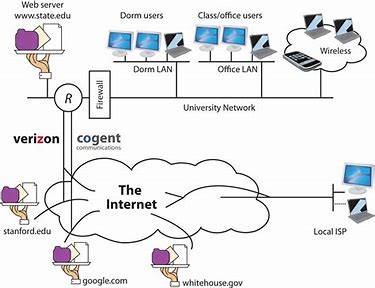 Web server
www.state.edu
Dorm users
Class/office users
Wireless
Dorm LAN
Office LAN
R
Firewall
University Network
verizon
cogent
communications
The
Internet
stanford.edu
Local ISP
google.com
whitehouse.gov